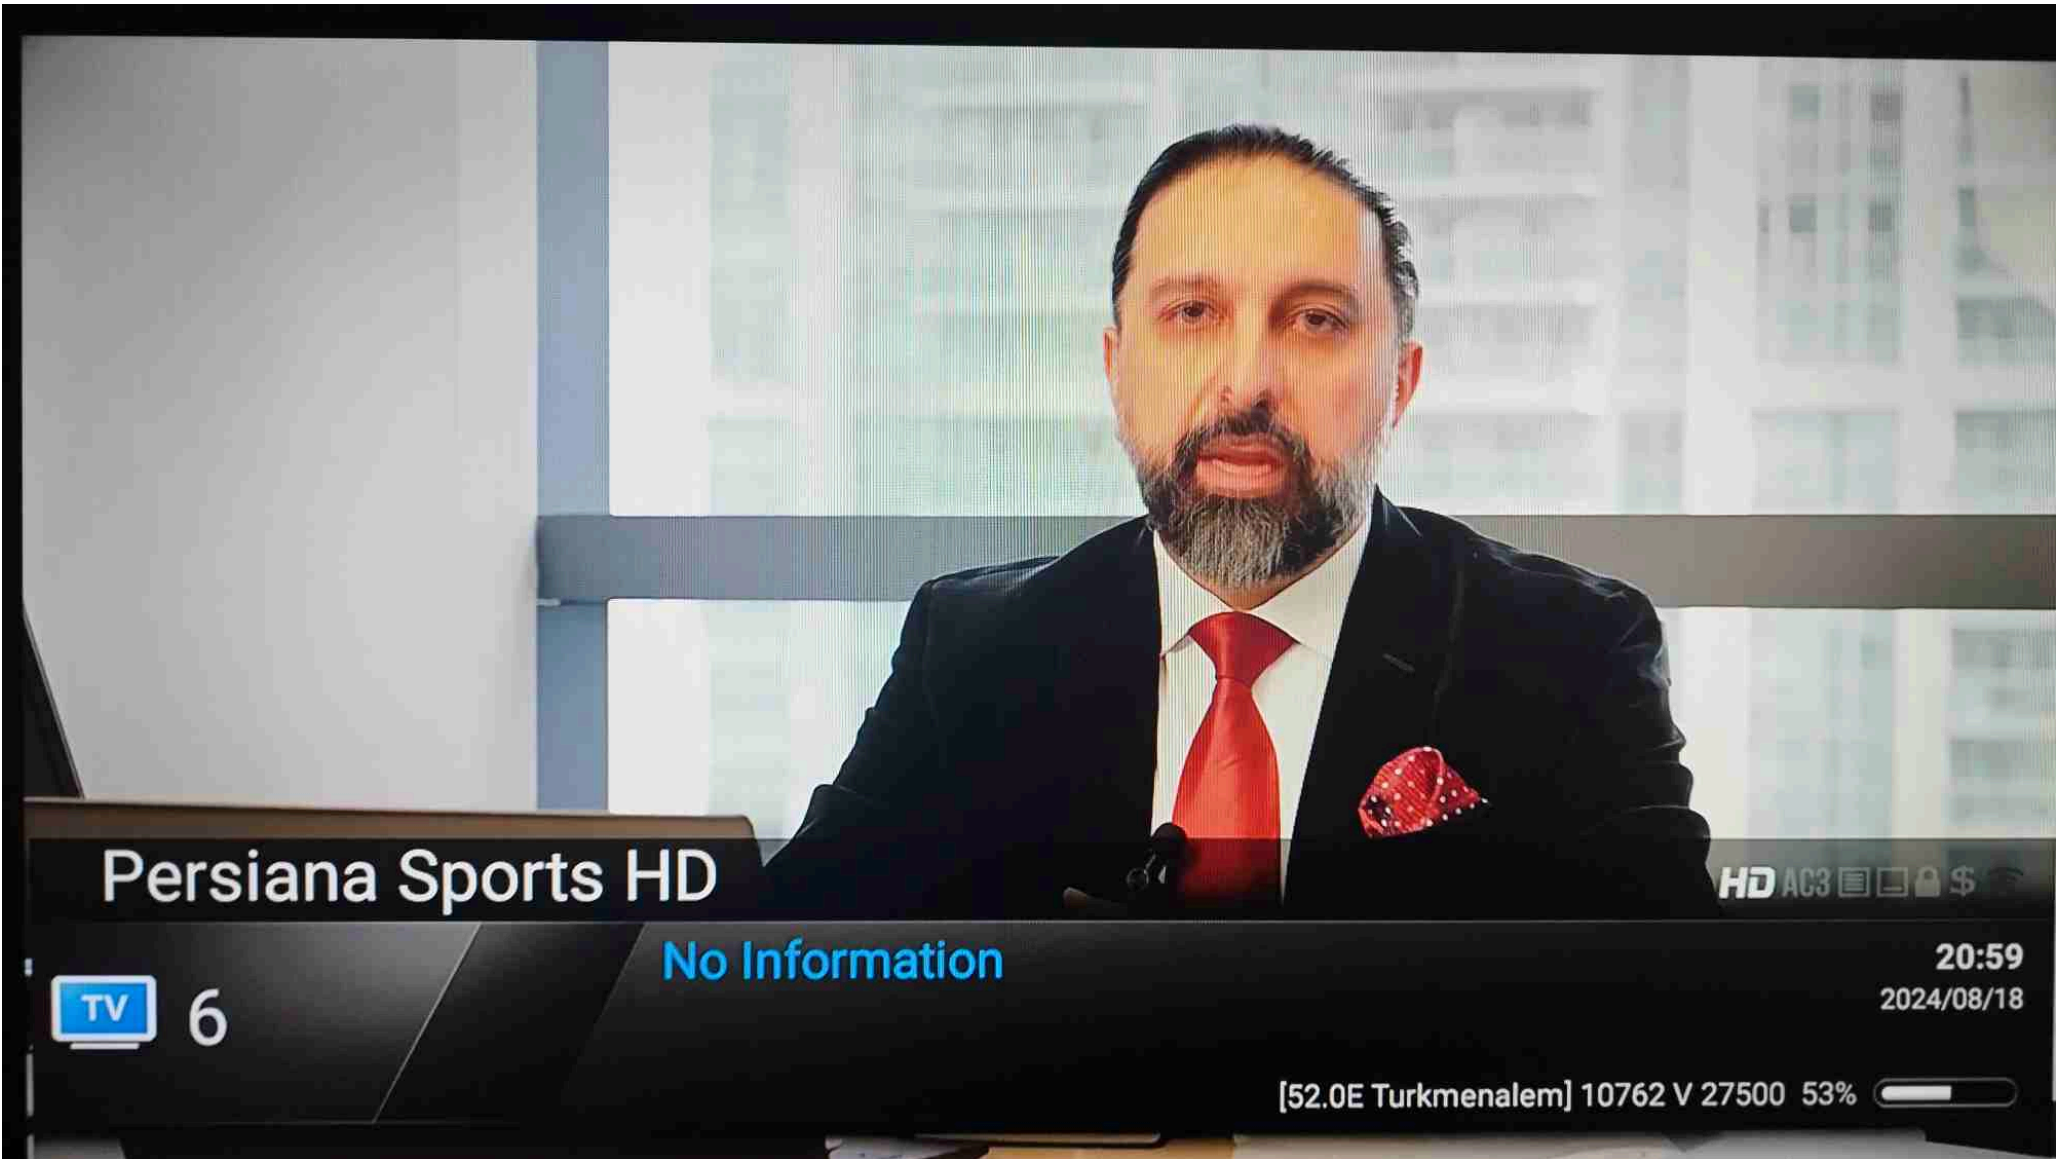 Persiana Sports HD
HD AC3 $
No Information
TV 6
20:59
2024/08/18
[52.0E Turkmenalem] 10762 V 27500 53%